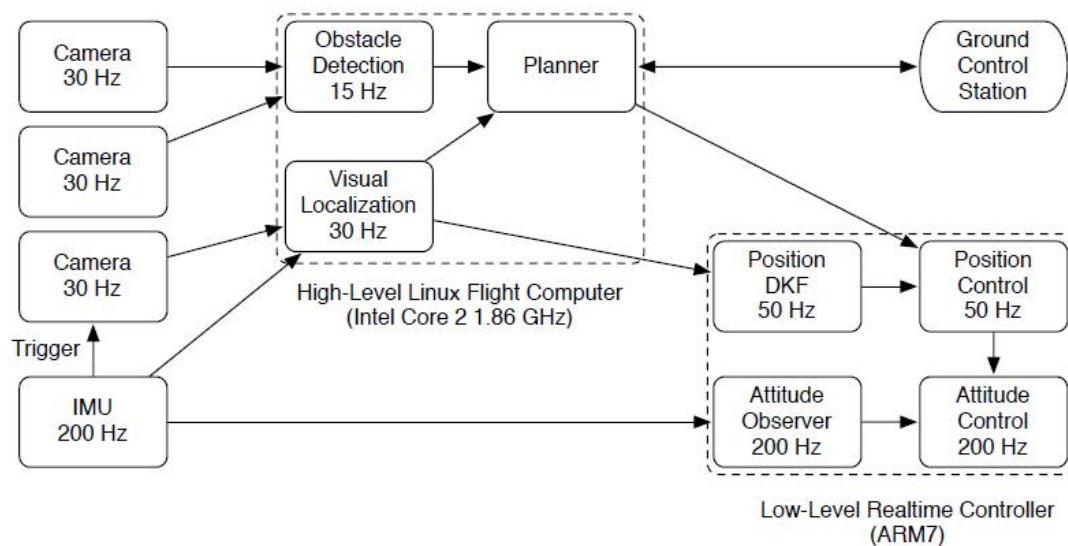 Camera
30 Hz
Obstacle
Detection
15 Hz
Planner
Ground
Control
Station
Camera
30 Hz
Visual
Localization
30 Hz
Camera
30 Hz
High-Level Linux Flight Computer
(Intel Core 2 1.86 GHz)
Position
DKF
50 Hz
Position
Control
50 Hz
Trigger
IMU
200 Hz
Attitude
Observer
200 Hz
Attitude
Control
200 Hz
Low-Level Realtime Controller
(ARM7)